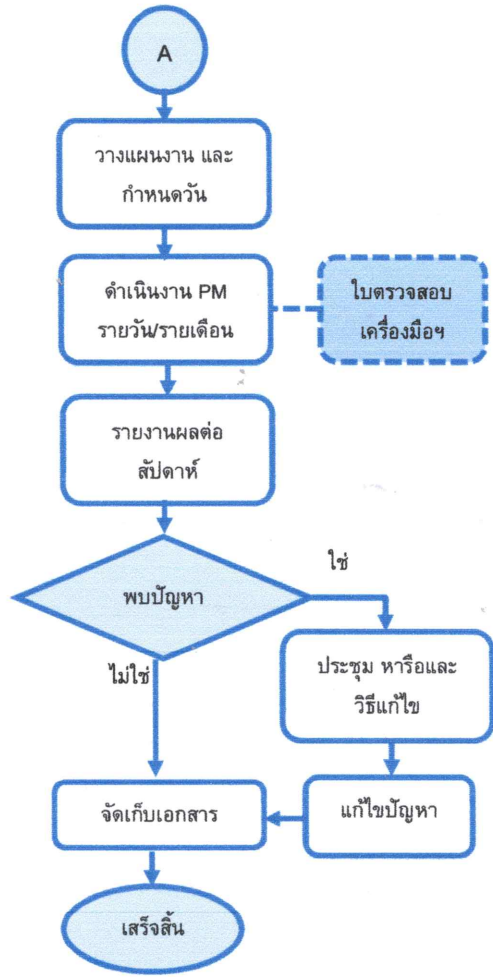 A
วางแผนงาน และ
กำหนดวัน
ดำเนินงาน PM
รายวัน/รายเดือน
ใบตรวจสอบ
เครื่องมือฯ
รายงานผลต่อ
สัปดาห์
พบปัญหา
ใช่
ไม่ใช่
ประชุม หารือและ
วิธีแก้ไข
จัดเก็บเอกสาร
แก้ไขปัญหา
เสร็จสิ้น